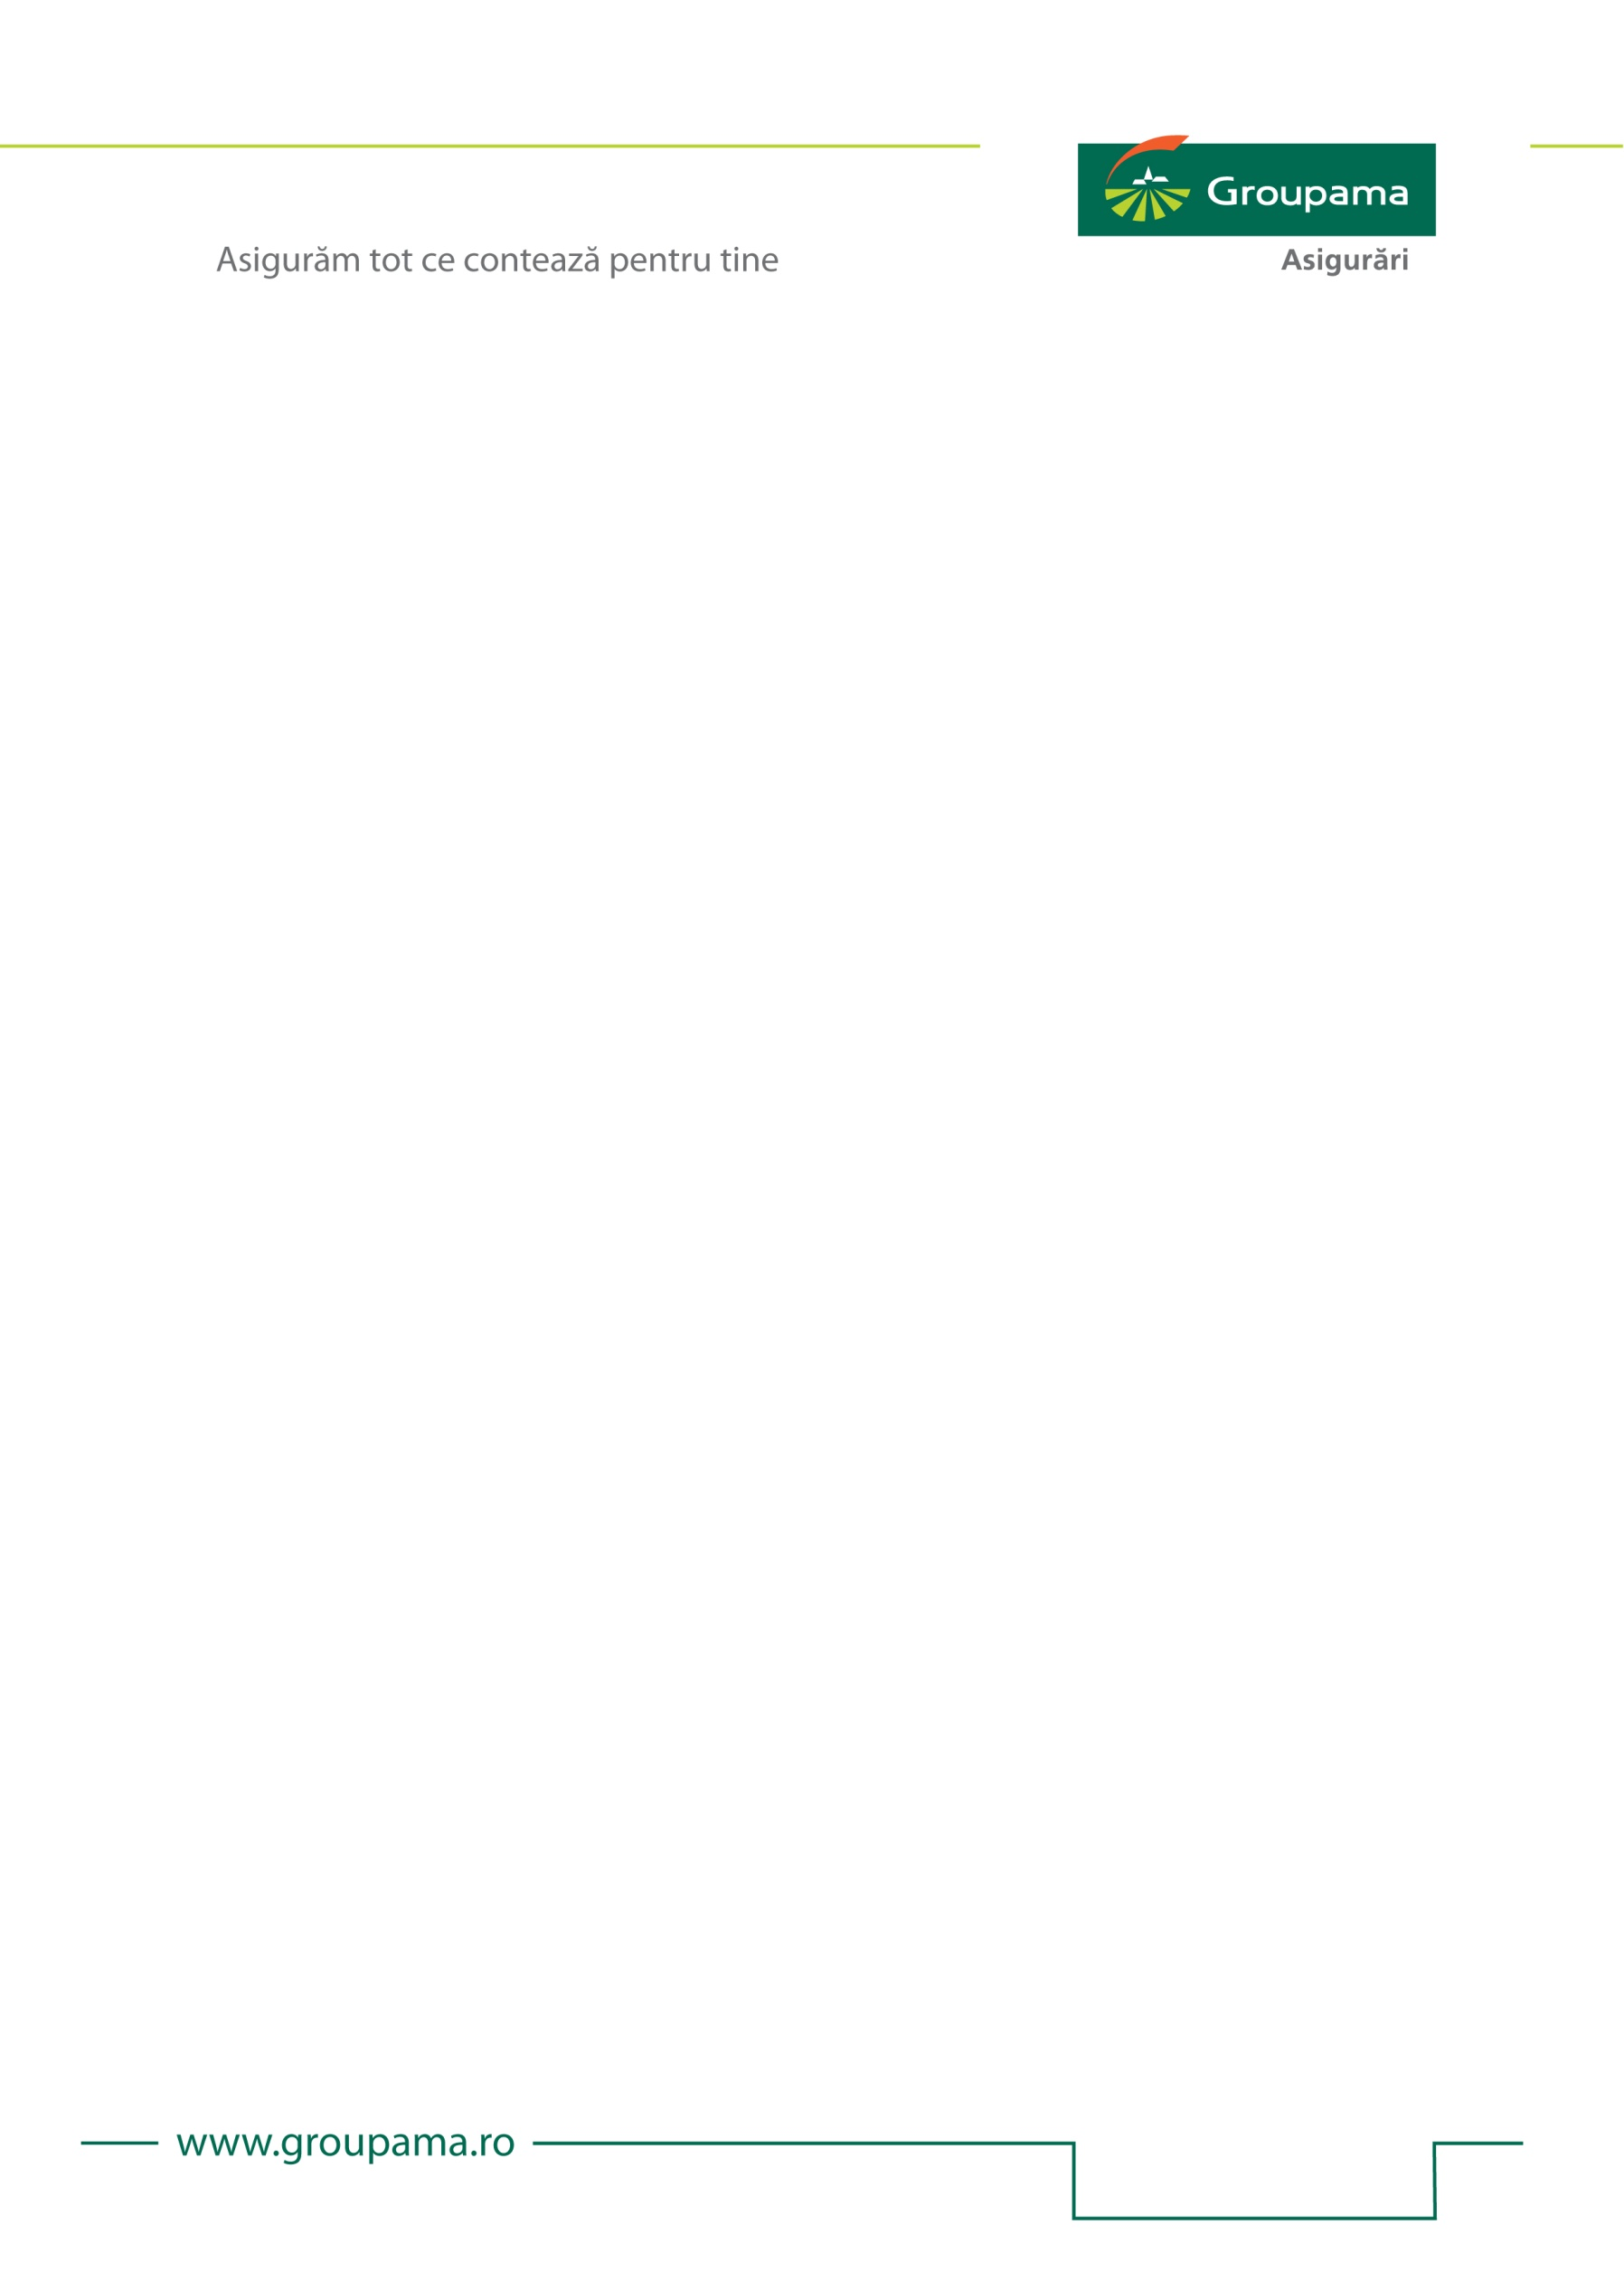 Groupama
Asigurăm tot ce contează pentru tine
Asigurări
www.groupama.ro